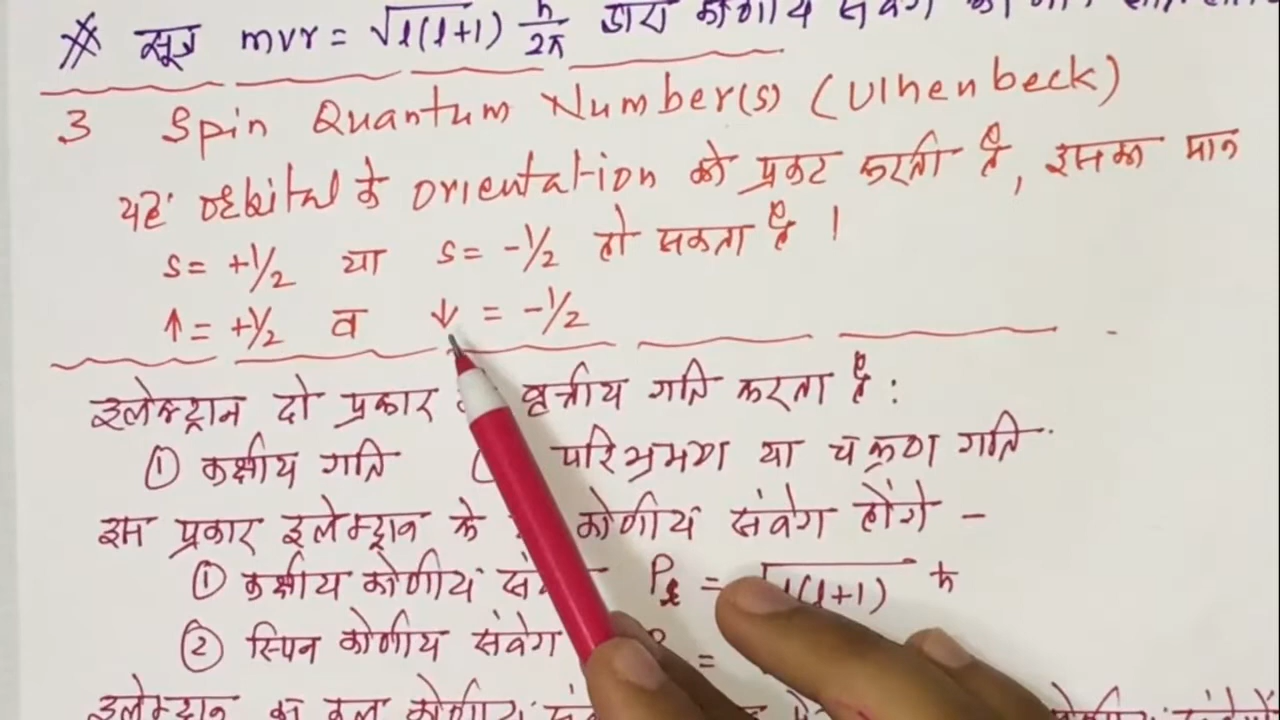 ※ सूत्र mvr = √l(l+1) h/2π द्वारा कोणीय संवेग का मान
3 Spin Quantum Number(s) (Ulhenbeck)
यह orbital के orientation को प्रकट करती है, इसका मान
s = +1/2 या s = -1/2 हो सकता है ।
↑ = +1/2 व ↓ = -1/2
इलेक्ट्रान दो प्रकार वृत्तीय गति करता है :
① कक्षीय गति परिभ्रमण या चक्रण गति
इस प्रकार इलेक्ट्रान के कोणीय संवेग होंगे -
① कक्षीय कोणीय Pl = √l(l+1) ħ
② स्पिन कोणीय संवेग =
इलेक्ट्रान का कुल कोणीय